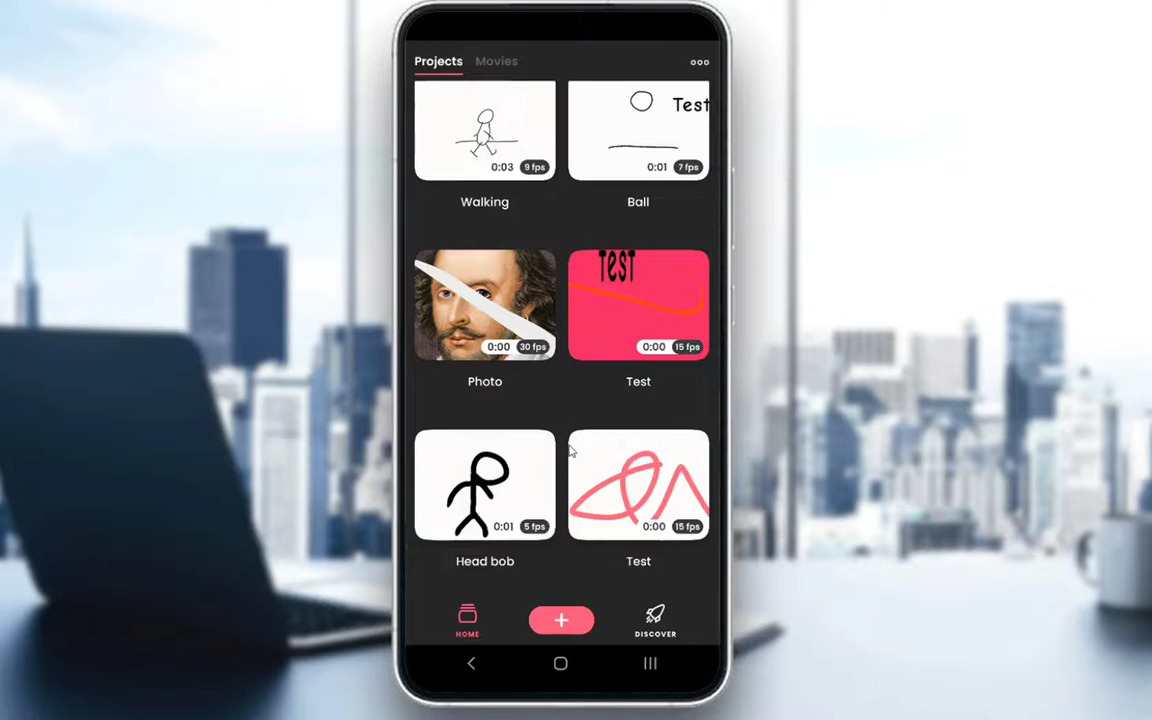 Projects Movies
Test
0:03 9 fps
0:01 7 fps
Walking
Ball
TEST
0:00 30 fps
0:00 15 fps
Photo
Test
0:01 5 fps
0:00 15 fps
Head bob
Test
HOME
DISCOVER